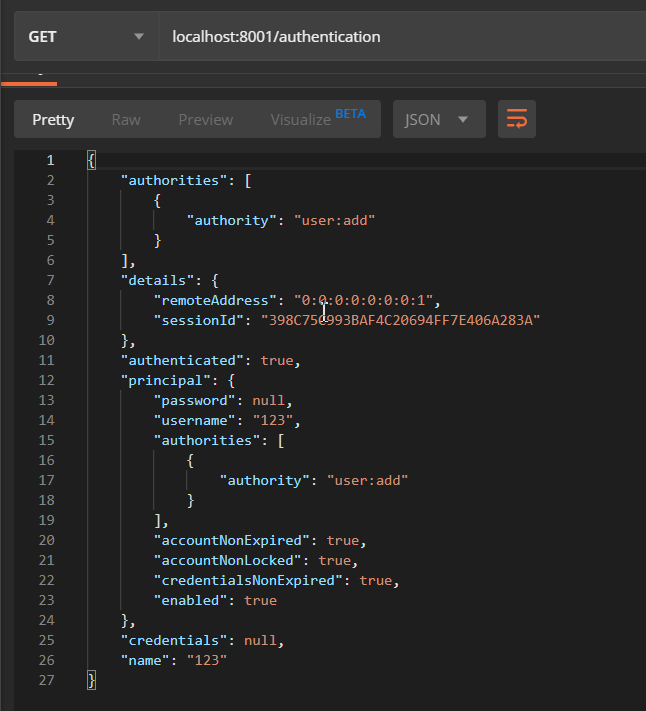 GET localhost:8001/authentication
Pretty Raw Preview Visualize BETA JSON
1 {
2 "authorities": [
3 {
4 "authority": "user:add"
5 }
6 ],
7 "details": {
8 "remoteAddress": "0:0:0:0:0:0:0:1",
9 "sessionId": "398C75C993BAF4C20694FF7E406A283A"
10 },
11 "authenticated": true,
12 "principal": {
13 "password": null,
14 "username": "123",
15 "authorities": [
16 {
17 "authority": "user:add"
18 }
19 ],
20 "accountNonExpired": true,
21 "accountNonLocked": true,
22 "credentialsNonExpired": true,
23 "enabled": true
24 },
25 "credentials": null,
26 "name": "123"
27 }